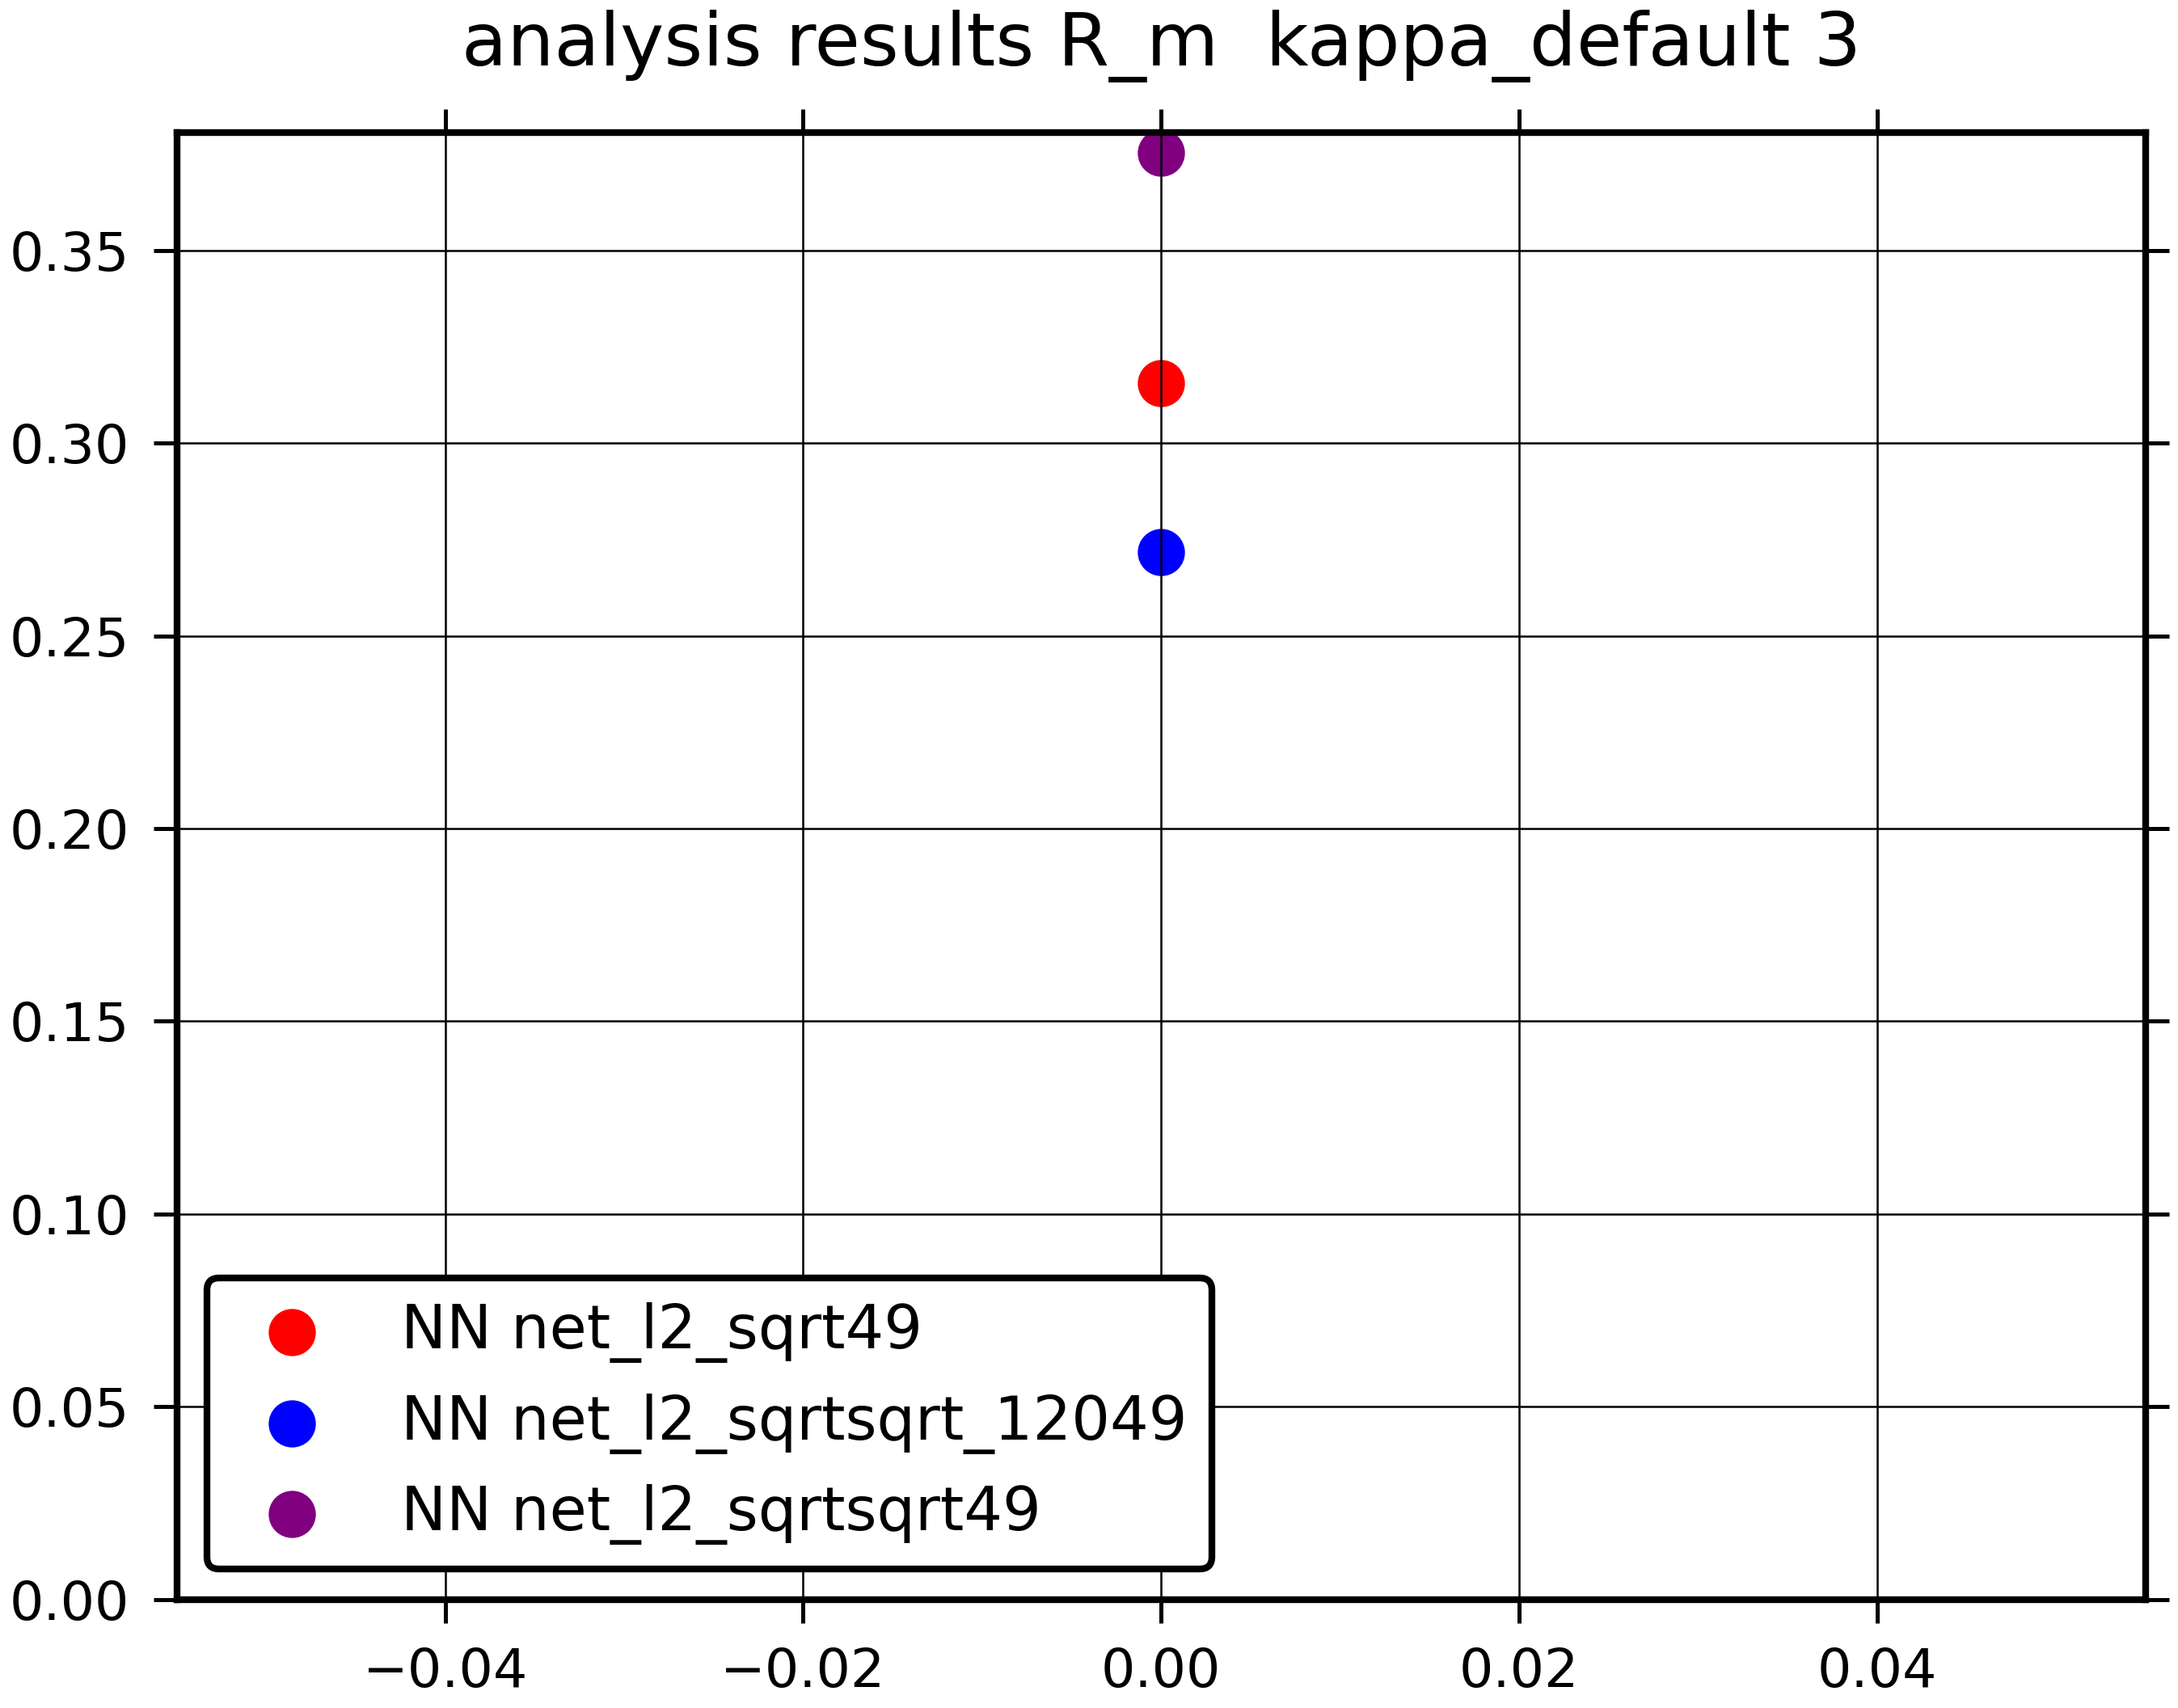 analysis results R_m  kappa_default 3
0.35
0.30
0.25
0.20
0.15
0.10
0.05
0.00
NN net_l2_sqrt49
NN net_l2_sqrtsqrt_12049
NN net_l2_sqrtsqrt49
−0.04 −0.02 0.00 0.02 0.04